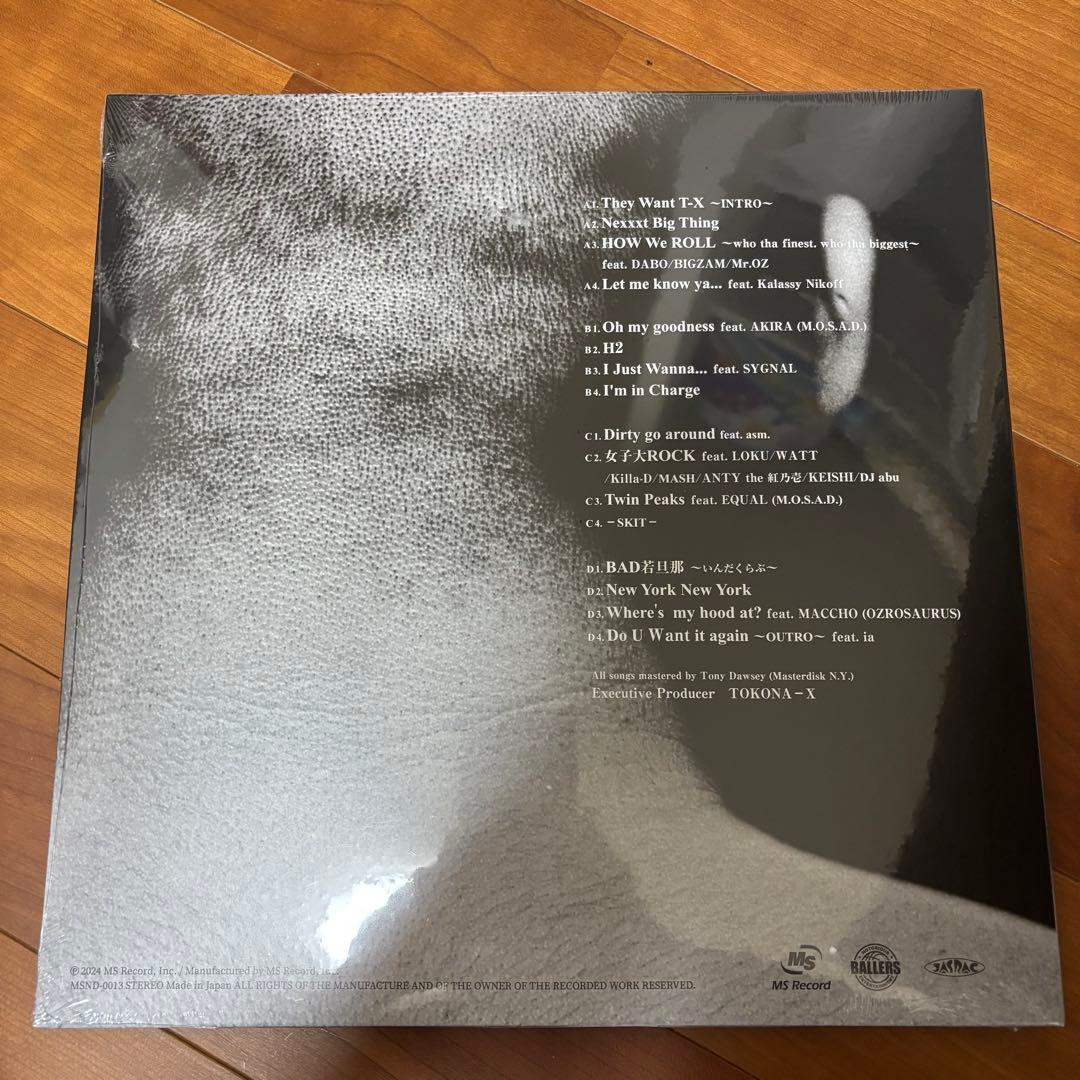 A1. They Want T-X ～INTRO～
A2. Nexxxt Big Thing
A3. HOW We ROLL ～who tha finest. who tha biggest～
feat. DABO/BIGZAM/Mr.OZ
A4. Let me know ya... feat. Kalassy Nikoff
B1. Oh my goodness feat. AKIRA (M.O.S.A.D.)
B2. H2
B3. I Just Wanna... feat. SYGNAL
B4. I'm in Charge
C1. Dirty go around feat. asm.
C2. 女子大ROCK feat. LOKU/WATT
/Killa-D/MASH/ANTY the 紅乃壱/KEISHI/DJ abu
C3. Twin Peaks feat. EQUAL (M.O.S.A.D.)
C4. －SKIT－
D1. BAD若旦那 ～いんだくらぶ～
D2. New York New York
D3. Where's my hood at? feat. MACCHO (OZROSAURUS)
D4. Do U Want it again ～OUTRO～ feat. ia
All songs mastered by Tony Dawsey (Masterdisk N.Y.)
Executive Producer TOKONA－X
℗ 2024 MS Record, Inc. / Manufactured by MS Record, Inc.
MSND-0013 STEREO Made in Japan ALL RIGHTS OF THE MANUFACTURE AND OF THE OWNER OF THE RECORDED WORK RESERVED.
MS
MS Record
NOTORIOUS
BALLERS
ENTERTAINMENT
JASRAC